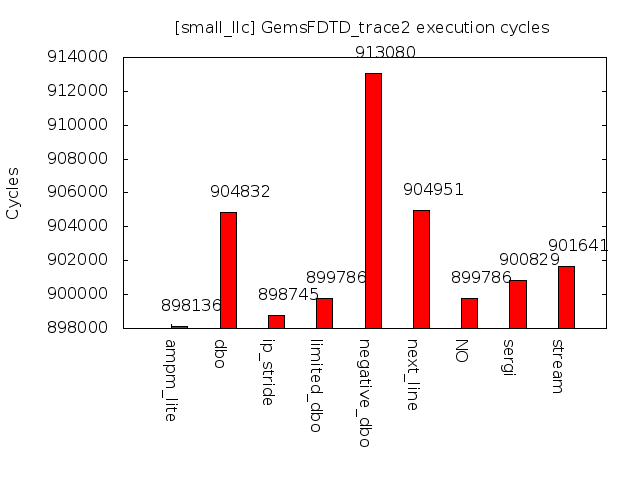 [small_llc] GemsFDTD_trace2 execution cycles
914000
912000
910000
908000
906000
904000
902000
900000
898000
Cycles
898136
904832
898745
899786
913080
904951
899786
900829
901641
ampm_lite
dbo
ip_stride
limited_dbo
negative_dbo
next_line
NO
sergi
stream